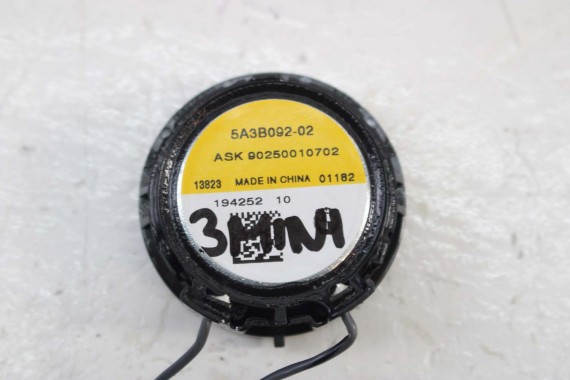 5A3B092-02
ASK 90250010702
13823 MADE IN CHINA 01182
194252 10
3MINI